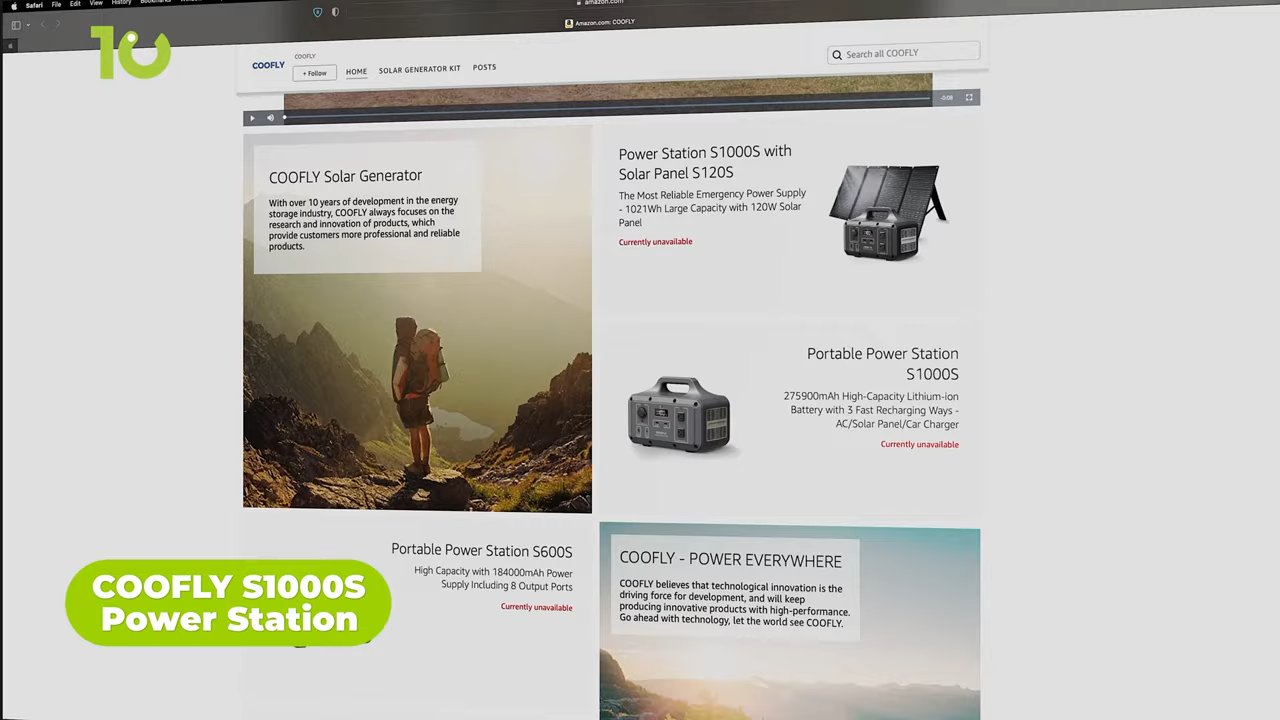 Safari File Edit View History Bookmarks
amazon.com
Amazon.com: COOFLY
10
COOFLY
COOFLY
+ Follow
HOME
SOLAR GENERATOR KIT
POSTS
Search all COOFLY
-0:08
COOFLY Solar Generator
With over 10 years of development in the energy
storage industry, COOFLY always focuses on the
research and innovation of products, which
provide customers more professional and reliable
products.
Power Station S1000S with
Solar Panel S120S
The Most Reliable Emergency Power Supply
- 1021Wh Large Capacity with 120W Solar
Panel
Currently unavailable
Portable Power Station
S1000S
275900mAh High-Capacity Lithium-ion
Battery with 3 Fast Recharging Ways -
AC/Solar Panel/Car Charger
Currently unavailable
Portable Power Station S600S
High Capacity with 184000mAh Power
Supply Including 8 Output Ports
Currently unavailable
COOFLY - POWER EVERYWHERE
COOFLY believes that technological innovation is the
driving force for development, and will keep
producing innovative products with high-performance.
Go ahead with technology, let the world see COOFLY.
COOFLY S1000S
Power Station